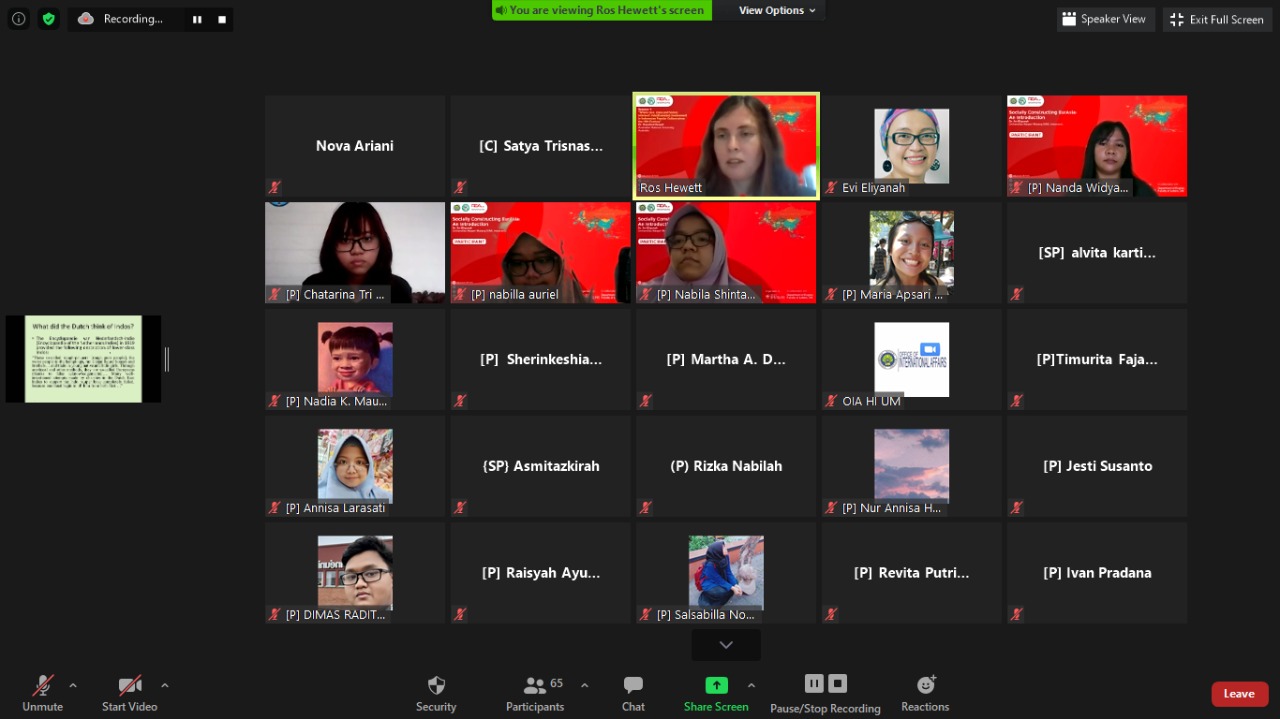 Recording...
You are viewing Ros Hewett's screen
View Options
Speaker View
Exit Full Screen
Nova Ariani
[C] Satya Trisnas...
Ros Hewett
Evi Eliyanah
Socially Constructing
An Introduction
[P] Nanda Widya...
[P] Chatarina Tri ...
Socially Constructing
An Introduction
[P] nabilla auriel
[P] Nabila Shinta...
[P] Maria Apsari ...
[SP] alvita karti...
What did the Dutch think of Indos?
[P] Nadia K. Mau...
[P] Sherinkeshia...
[P] Martha A. D...
OFFICE OF
INTERNATIONAL AFFAIRS
OIA HI UM
[P]Timurita Faja...
[P] Annisa Larasati
{SP} Asmitazkirah
(P) Rizka Nabilah
[P] Nur Annisa H...
[P] Jesti Susanto
[P] DIMAS RADIT...
[P] Raisyah Ayu...
[P] Salsabilla No...
[P] Revita Putri...
[P] Ivan Pradana
Unmute
Start Video
Security
Participants
65
Chat
Share Screen
Pause/Stop Recording
Reactions
Leave